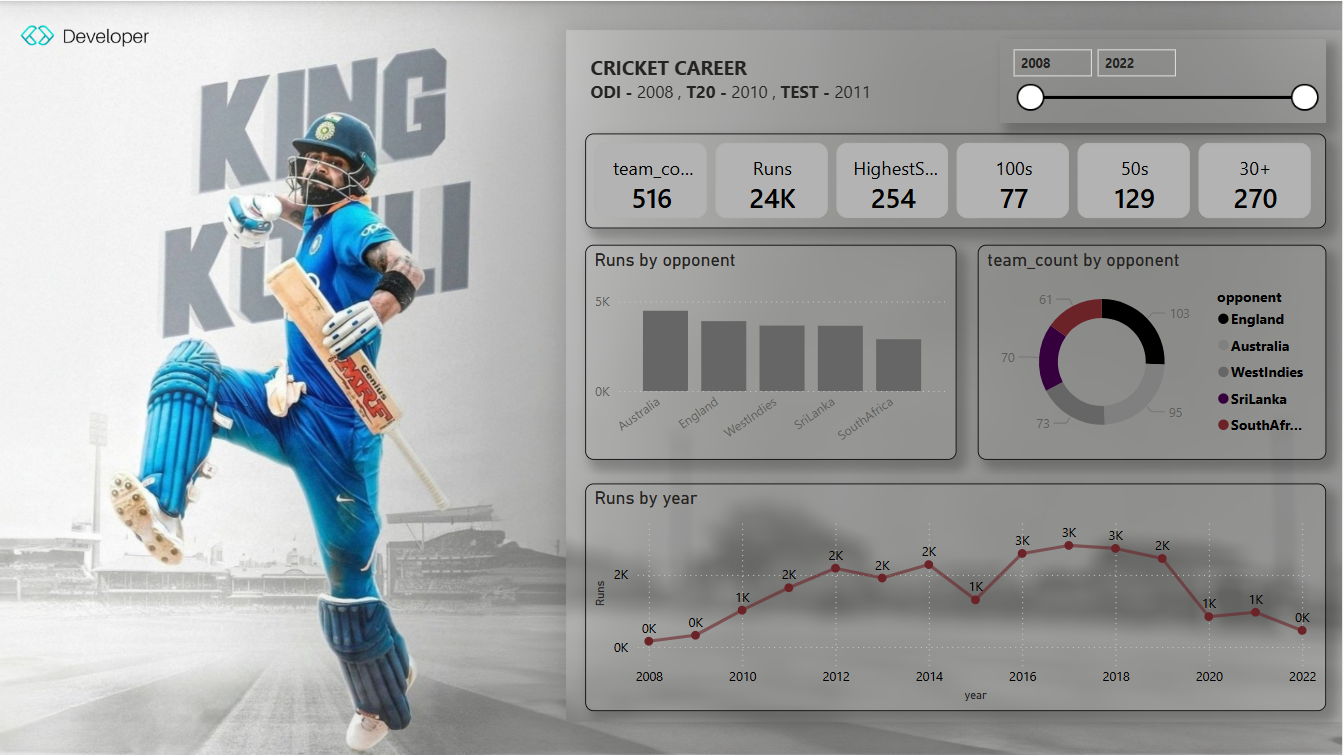 Developer
KING
KOHLI
Genius
MRF
CRICKET CAREER
ODI - 2008 , T20 - 2010 , TEST - 2011
2008 2022
team_co... Runs HighestS... 100s 50s 30+
516 24K 254 77 129 270
Runs by opponent
5K
0K
Australia England WestIndies SriLanka SouthAfrica
team_count by opponent
61 103
70
73 95
opponent
England
Australia
WestIndies
SriLanka
SouthAfr...
Runs by year
Runs
2K
0K
0K 0K 1K 2K 2K 2K 2K 1K 3K 3K 3K 2K 1K 1K 0K
2008 2010 2012 2014 2016 2018 2020 2022
year